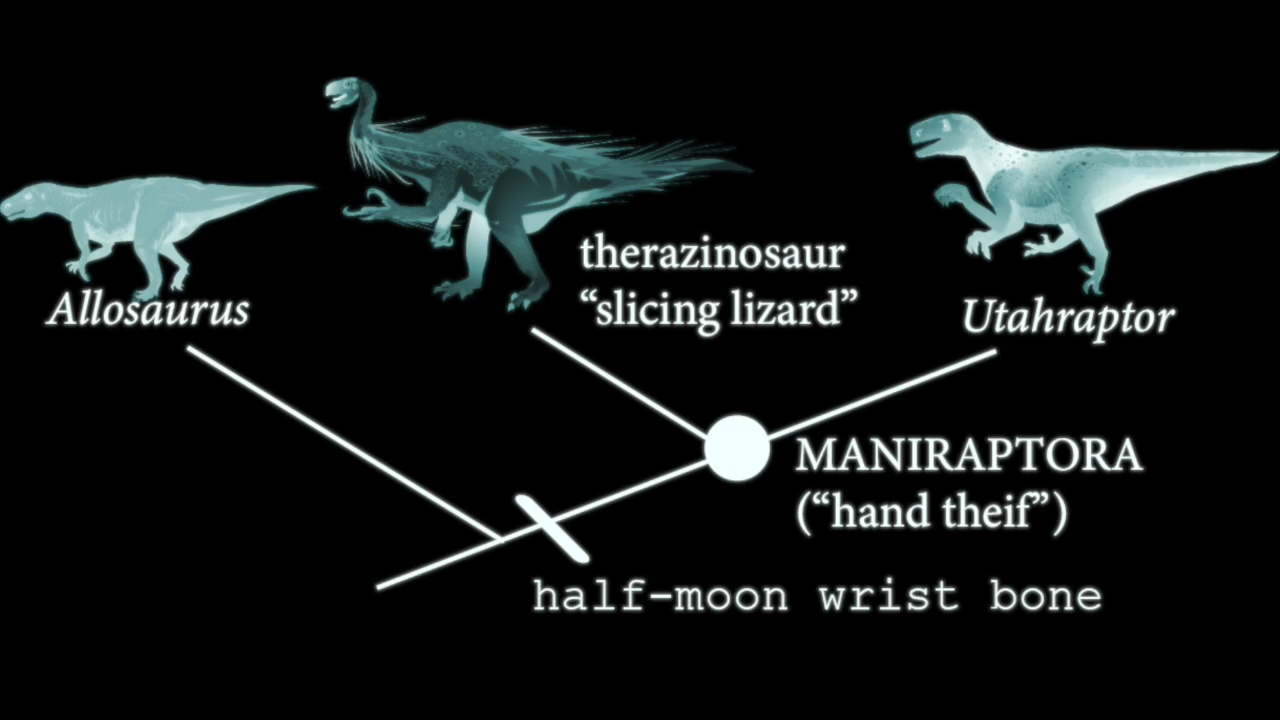 Allosaurus
therazinosaur
“slicing lizard”
Utahraptor
MANIRAPTORA
(“hand theif”)
half-moon wrist bone